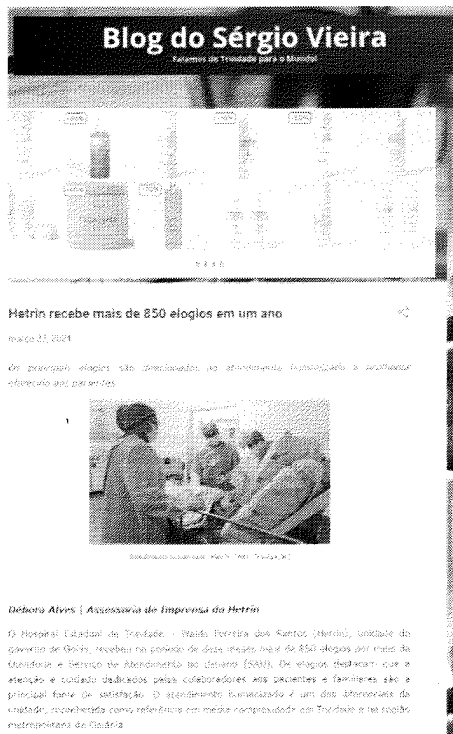 Blog do Sérgio Vieira
Falamos de Trindade para o Mundo!
Hetrin recebe mais de 850 elogios em um ano
março 27, 2024
Os principais elogios são direcionados ao atendimento humanizado e acolhedor
oferecido aos pacientes
Débora Alves | Assessoria de Imprensa do Hetrin
O Hospital Estadual de Trindade - Walda Ferreira dos Santos (Hetrin), unidade do
governo de Goiás, recebeu no período de doze meses mais de 850 elogios por meio da
Ouvidoria e Serviço de Atendimento ao Usuário (SAU). Os elogios destacam que a
atenção e cuidado dedicados pelos colaboradores aos pacientes e familiares são a
principal fonte de satisfação. O atendimento humanizado é um dos diferenciais da
unidade, reconhecida como referência em média complexidade em Trindade e na região
metropolitana de Goiânia